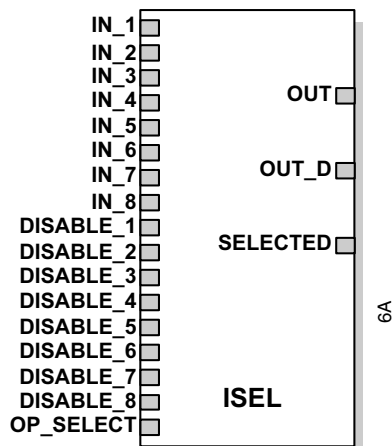 IN_1
IN_2
IN_3
IN_4
IN_5
IN_6
IN_7
IN_8
DISABLE_1
DISABLE_2
DISABLE_3
DISABLE_4
DISABLE_5
DISABLE_6
DISABLE_7
DISABLE_8
OP_SELECT
OUT
OUT_D
SELECTED
ISEL
6A